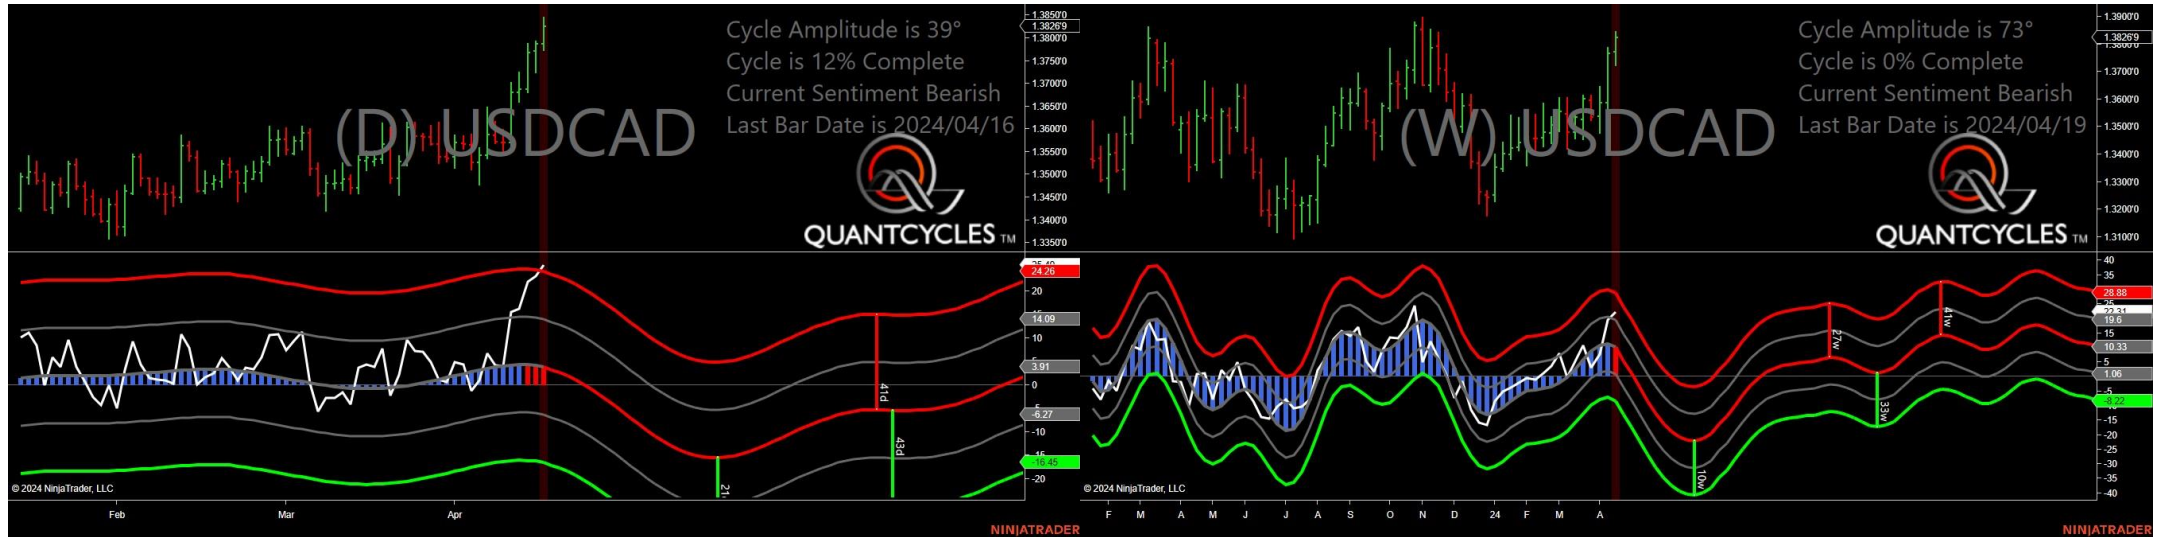 Cycle Amplitude is 39°
Cycle is 12% Complete
Current Sentiment Bearish
Last Bar Date is 2024/04/16
(D) USDCAD
QUANTCYCLES TM
1.3850'0
1.3826'9
1.3800'0
1.3700'0
1.3650'0
1.3600'0
1.3550'0
1.3500'0
1.3450'0
1.3400'0
1.3350'0
24.26
20
14.09
10
3.91
0
-6.27
-10
-16.45
-20
41d
43d
21
© 2024 NinjaTrader, LLC
Feb Mar Apr
NINJATRADER
Cycle Amplitude is 73°
Cycle is 0% Complete
Current Sentiment Bearish
Last Bar Date is 2024/04/19
(W) USDCAD
QUANTCYCLES TM
1.3900'0
1.3826'9
1.3700'0
1.3600'0
1.3500'0
1.3400'0
1.3300'0
1.3200'0
1.3100'0
40
35
28.88
22.31
19.6
15
10.33
5
1.06
-5
-8.22
-15
-20
-25
-30
-35
-40
27w
41w
33w
10w
© 2024 NinjaTrader, LLC
F M A M J J A S O N D 24 F M A
NINJATRADER